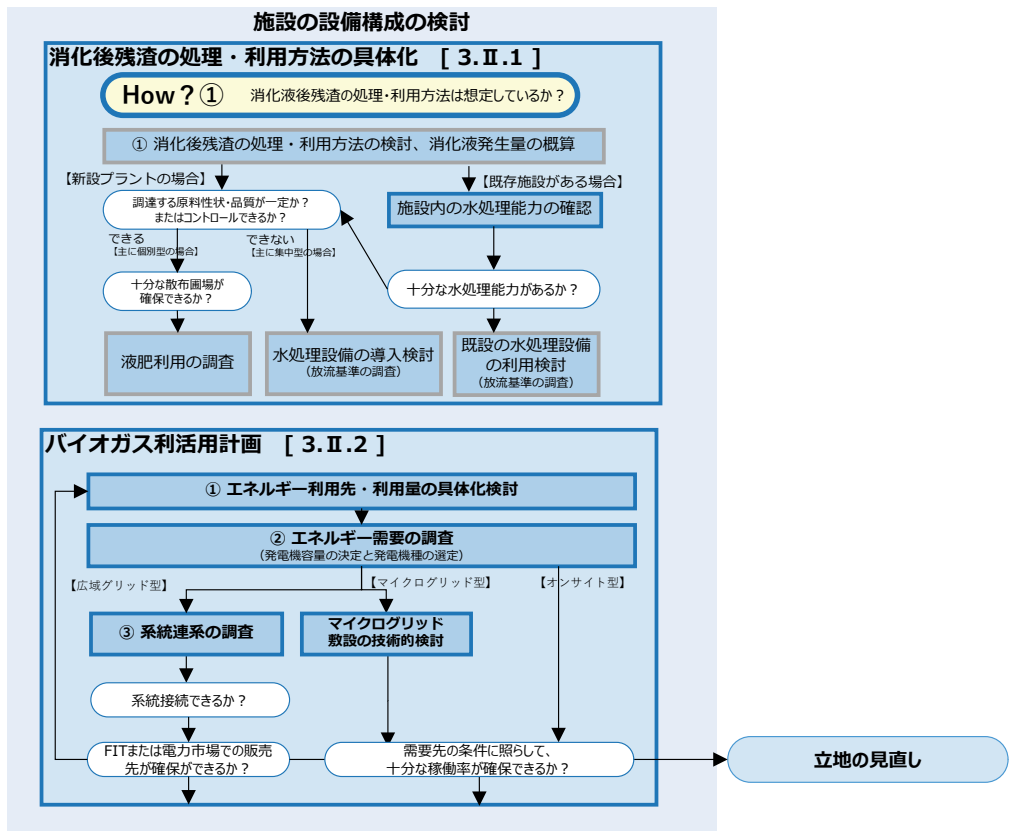 施設の設備構成の検討
消化後残渣の処理・利用方法の具体化　[ 3.Ⅱ.1 ]
How？① 消化液後残渣の処理・利用方法は想定しているか？
① 消化後残渣の処理・利用方法の検討、消化液発生量の概算
【新設プラントの場合】
【既存施設がある場合】
調達する原料性状・品質が一定か？
またはコントロールできるか？
施設内の水処理能力の確認
できる
【主に個別型の場合】
できない
【主に集中型の場合】
十分な散布圃場が
確保できるか？
十分な水処理能力があるか？
液肥利用の調査
水処理設備の導入検討
（放流基準の調査）
既設の水処理設備
の利用検討
（放流基準の調査）
バイオガス利活用計画　[ 3.Ⅱ.2 ]
① エネルギー利用先・利用量の具体化検討
② エネルギー需要の調査
（発電機容量の決定と発電機種の選定）
【広域グリッド型】
【マイクログリッド型】
【オンサイト型】
③ 系統連系の調査
マイクログリッド
敷設の技術的検討
系統接続できるか？
FITまたは電力市場での販売
先が確保ができるか？
需要先の条件に照らして、
十分な稼働率が確保できるか？
立地の見直し